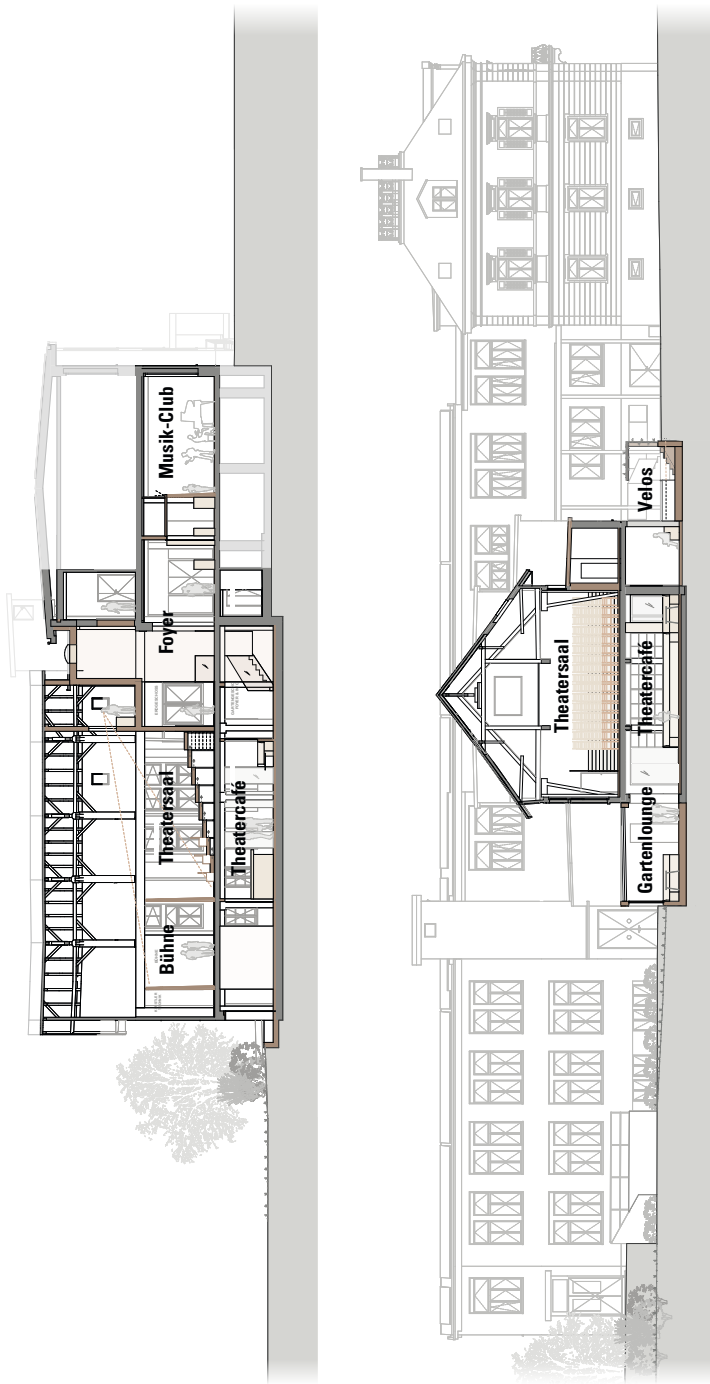 Bühne
Theatersaal
Foyer
Musik-Club
Theatercafé
Theatersaal
Gartenlounge
Theatercafé
Velos